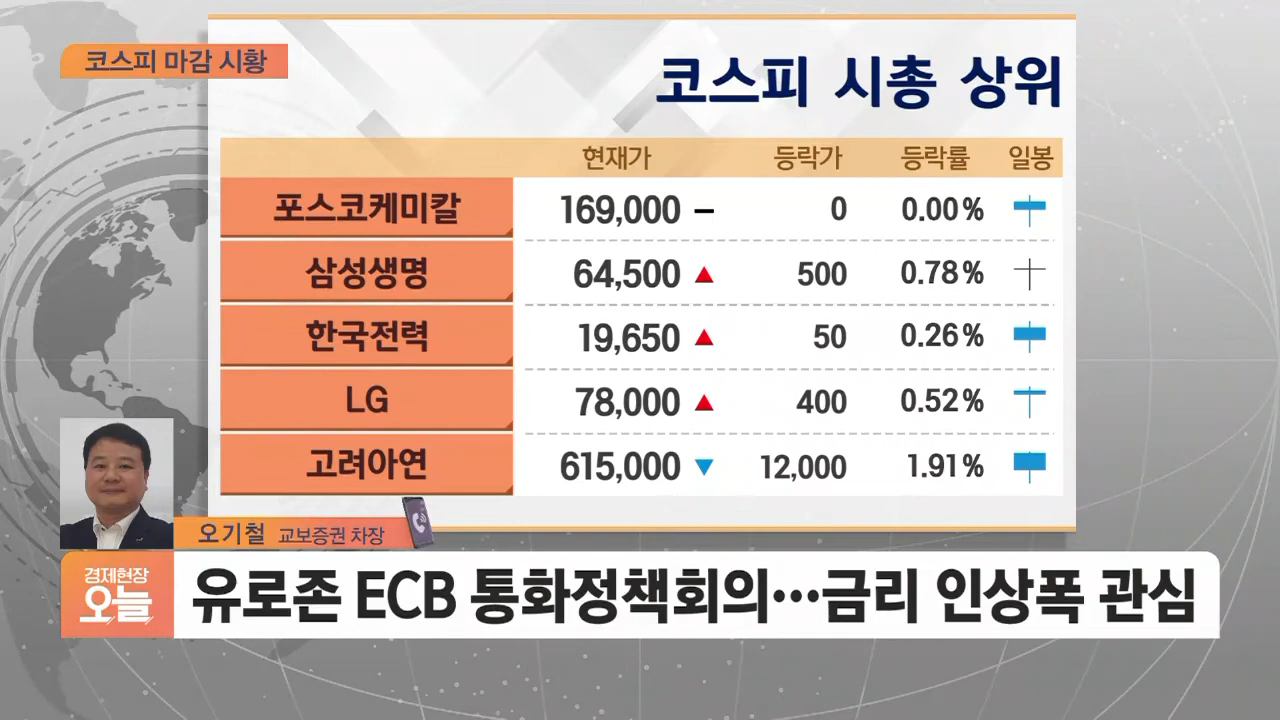 코스피 마감 시황
코스피 시총 상위
현재가 등락가 등락률 일봉
포스코케미칼 169,000 – 0 0.00%
삼성생명 64,500 ▲ 500 0.78%
한국전력 19,650 ▲ 50 0.26%
LG 78,000 ▲ 400 0.52%
고려아연 615,000 ▼ 12,000 1.91%
오기철 교보증권 차장
경제현장
오늘
유로존 ECB 통화정책회의…금리 인상폭 관심